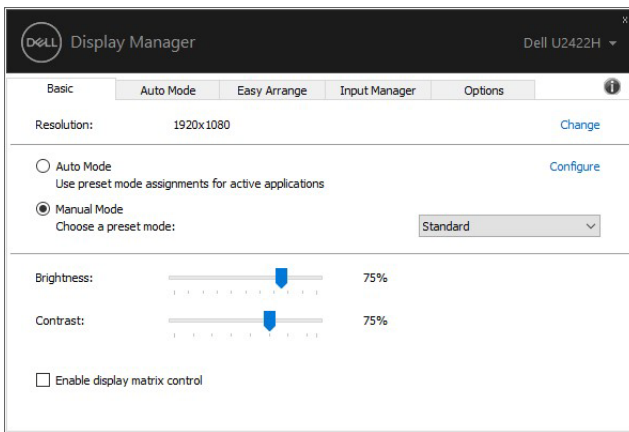 DELL Display Manager
Dell U2422H
x
Basic Auto Mode Easy Arrange Input Manager Options i
Resolution: 1920x1080 Change
Auto Mode Configure
Use preset mode assignments for active applications
Manual Mode
Choose a preset mode: Standard
Brightness: 75%
Contrast: 75%
Enable display matrix control